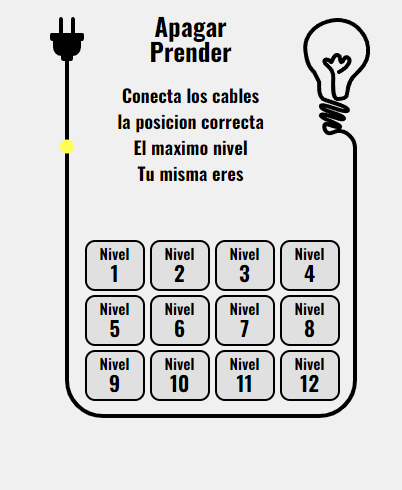 Apagar
Prender
Conecta los cables
la posicion correcta
El maximo nivel
Tu misma eres
Nivel Nivel Nivel Nivel
1 2 3 4
Nivel Nivel Nivel Nivel
5 6 7 8
Nivel Nivel Nivel Nivel
9 10 11 12